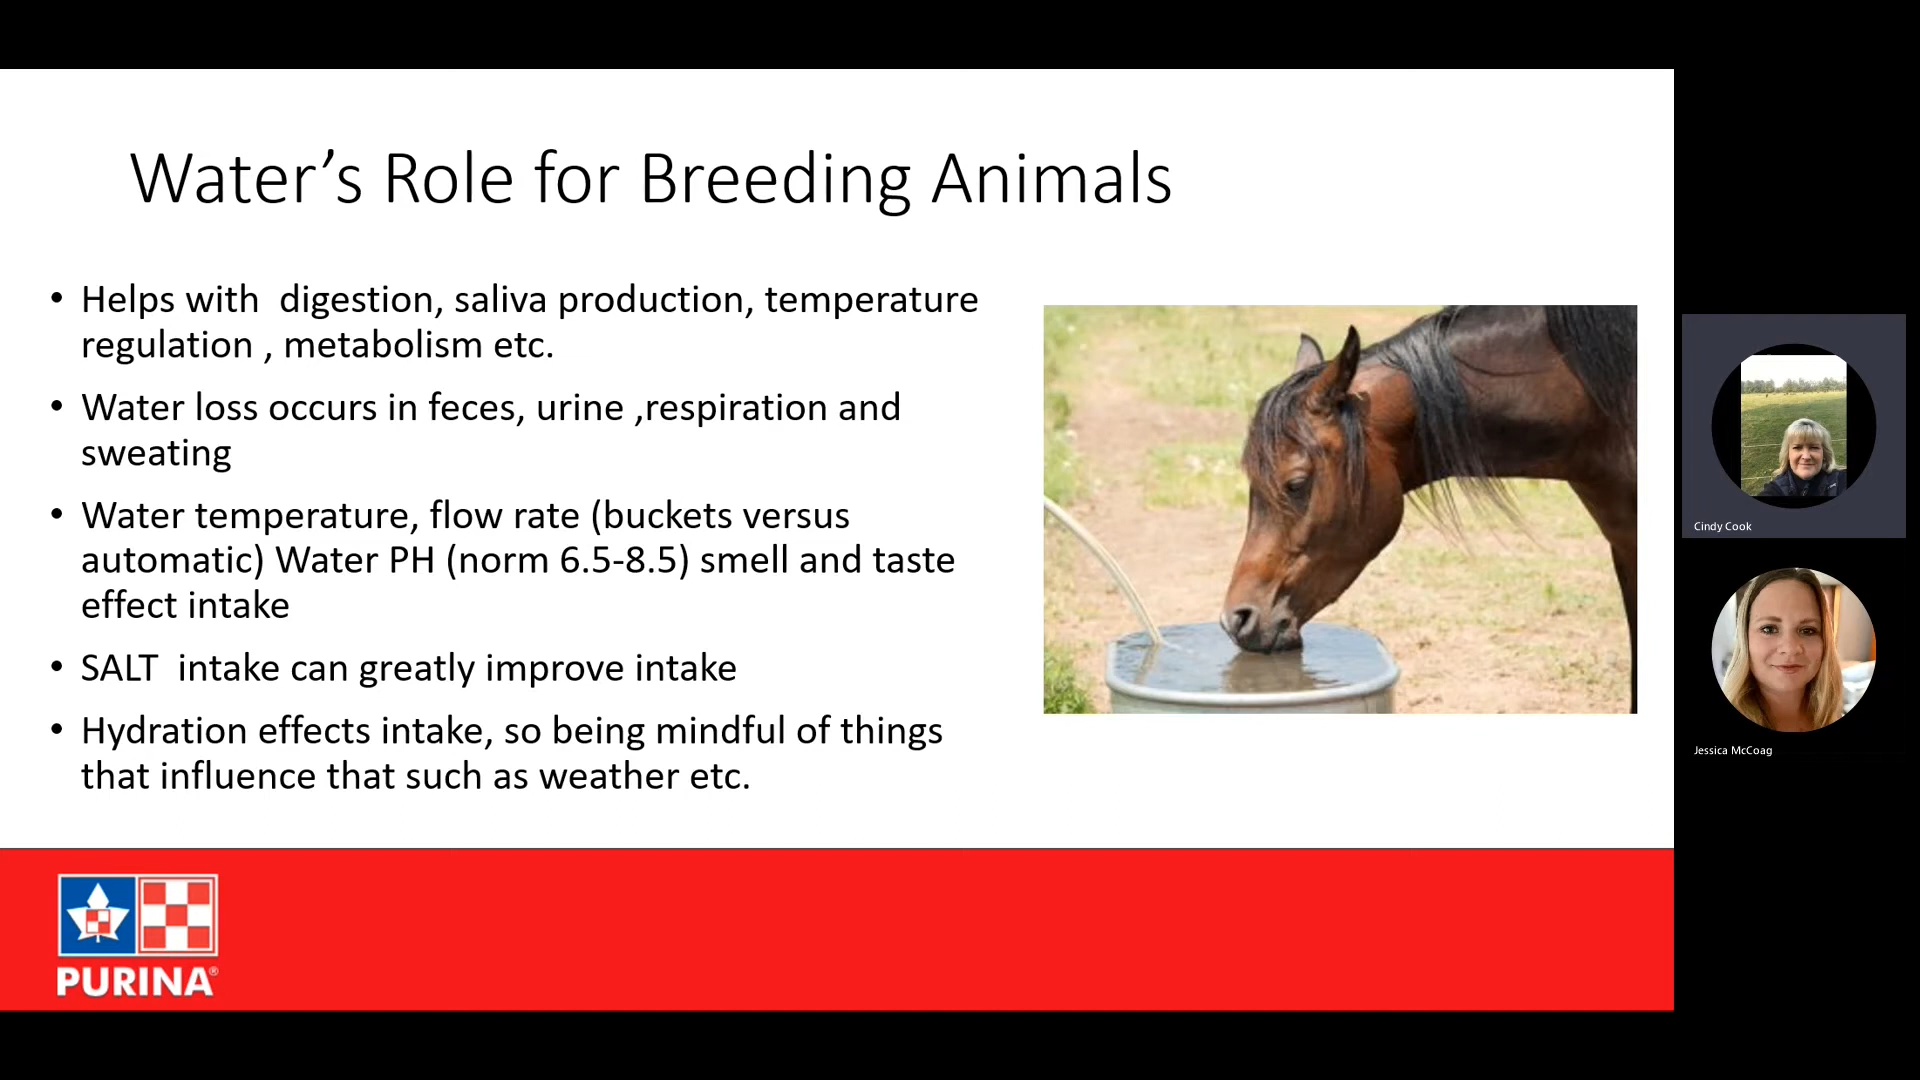 Water’s Role for Breeding Animals
• Helps with  digestion, saliva production, temperature
regulation , metabolism etc.
• Water loss occurs in feces, urine ,respiration and
sweating
• Water temperature, flow rate (buckets versus
automatic) Water PH (norm 6.5-8.5) smell and taste
effect intake
• SALT  intake can greatly improve intake
• Hydration effects intake, so being mindful of things
that influence that such as weather etc.
PURINA®
Cindy Cook
Jessica McCoag